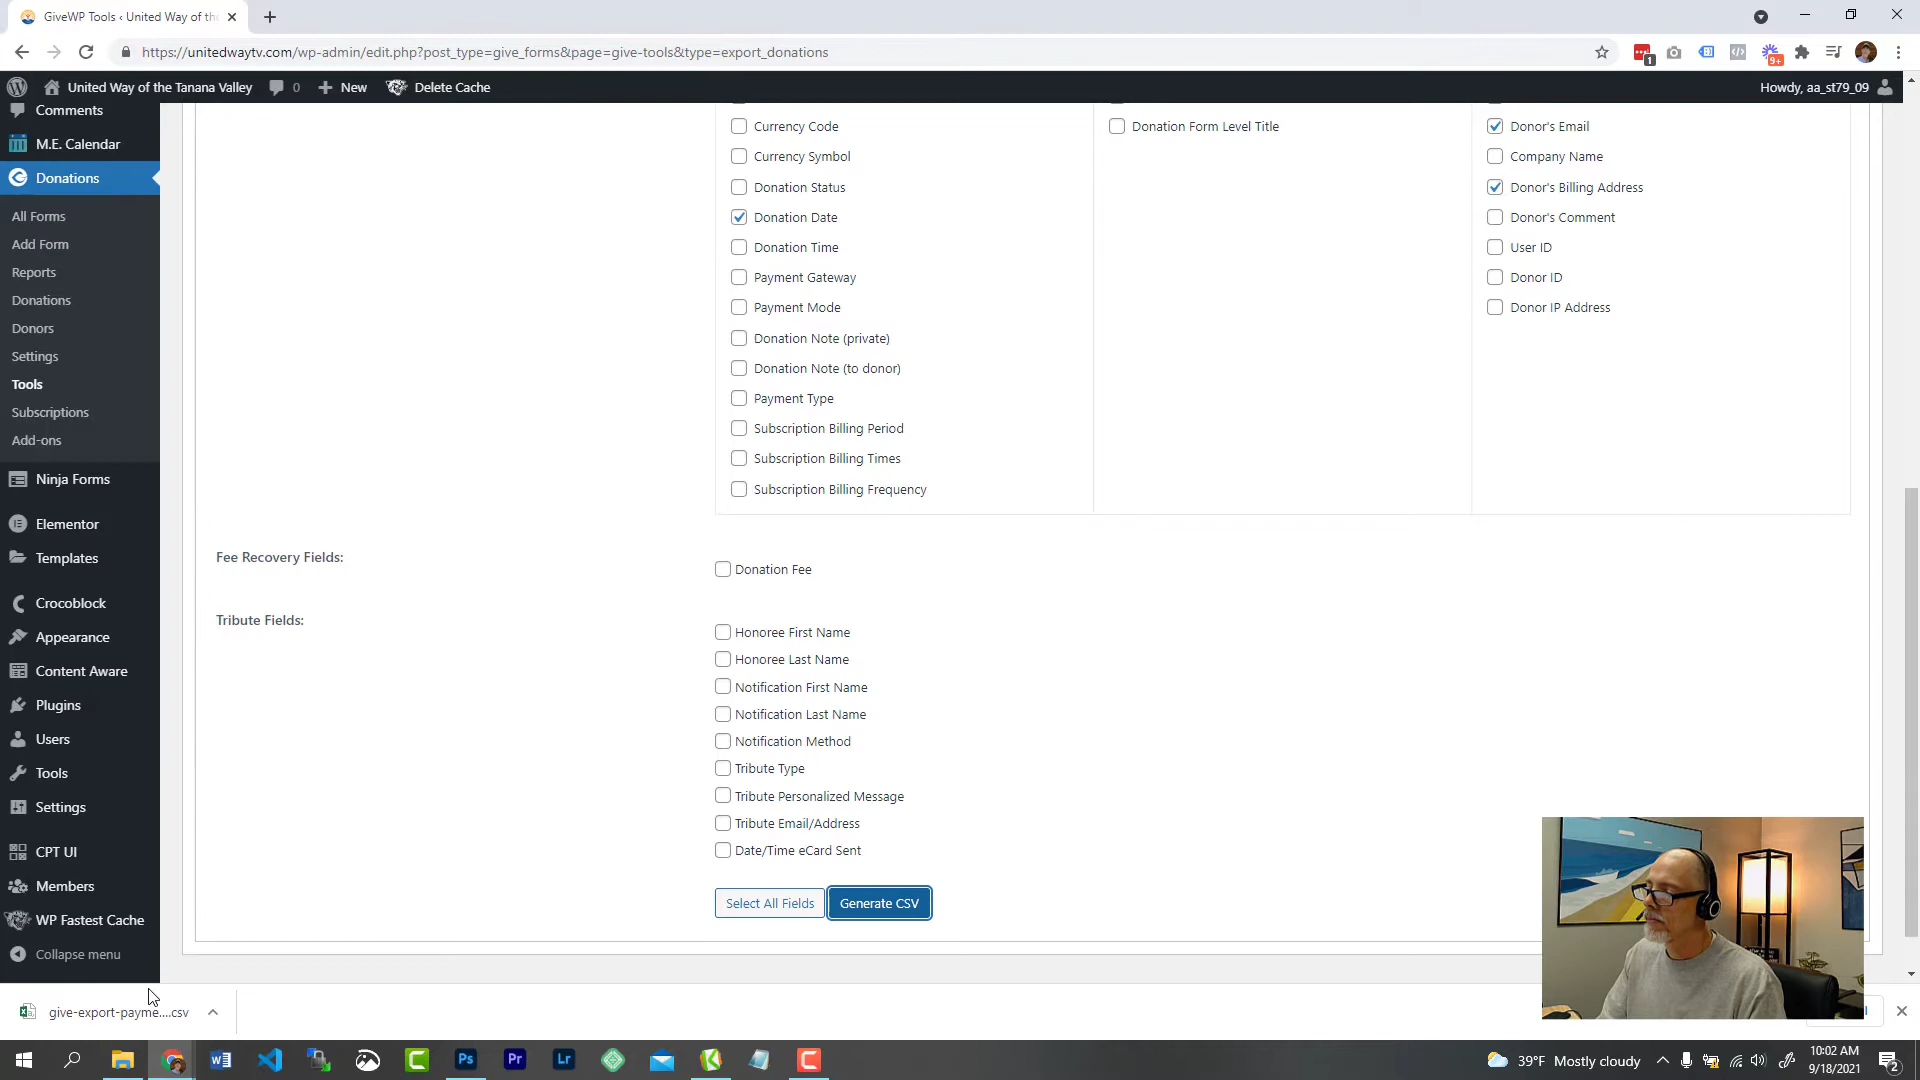 GiveWP Tools ‹ United Way of the
https://unitedwaytv.com/wp-admin/edit.php?post_type=give_forms&page=give-tools&type=export_donations
1
9+
United Way of the Tanana Valley
0
New
Delete Cache
Howdy, aa_st79_09
Comments
M.E. Calendar
Donations
All Forms
Add Form
Reports
Donations
Donors
Settings
Tools
Subscriptions
Add-ons
Ninja Forms
Elementor
Templates
Crocoblock
Appearance
Content Aware
Plugins
Users
Tools
Settings
CPT UI
Members
WP Fastest Cache
Collapse menu
Currency Code
Currency Symbol
Donation Status
Donation Date
Donation Time
Payment Gateway
Payment Mode
Donation Note (private)
Donation Note (to donor)
Payment Type
Subscription Billing Period
Subscription Billing Times
Subscription Billing Frequency
Donation Form Level Title
Donor's Email
Company Name
Donor's Billing Address
Donor's Comment
User ID
Donor ID
Donor IP Address
Fee Recovery Fields:
Donation Fee
Tribute Fields:
Honoree First Name
Honoree Last Name
Notification First Name
Notification Last Name
Notification Method
Tribute Type
Tribute Personalized Message
Tribute Email/Address
Date/Time eCard Sent
Select All Fields
Generate CSV
give-export-payme....csv
Ps
Pr
Lr
39°F Mostly cloudy
10:02 AM
9/18/2021
2